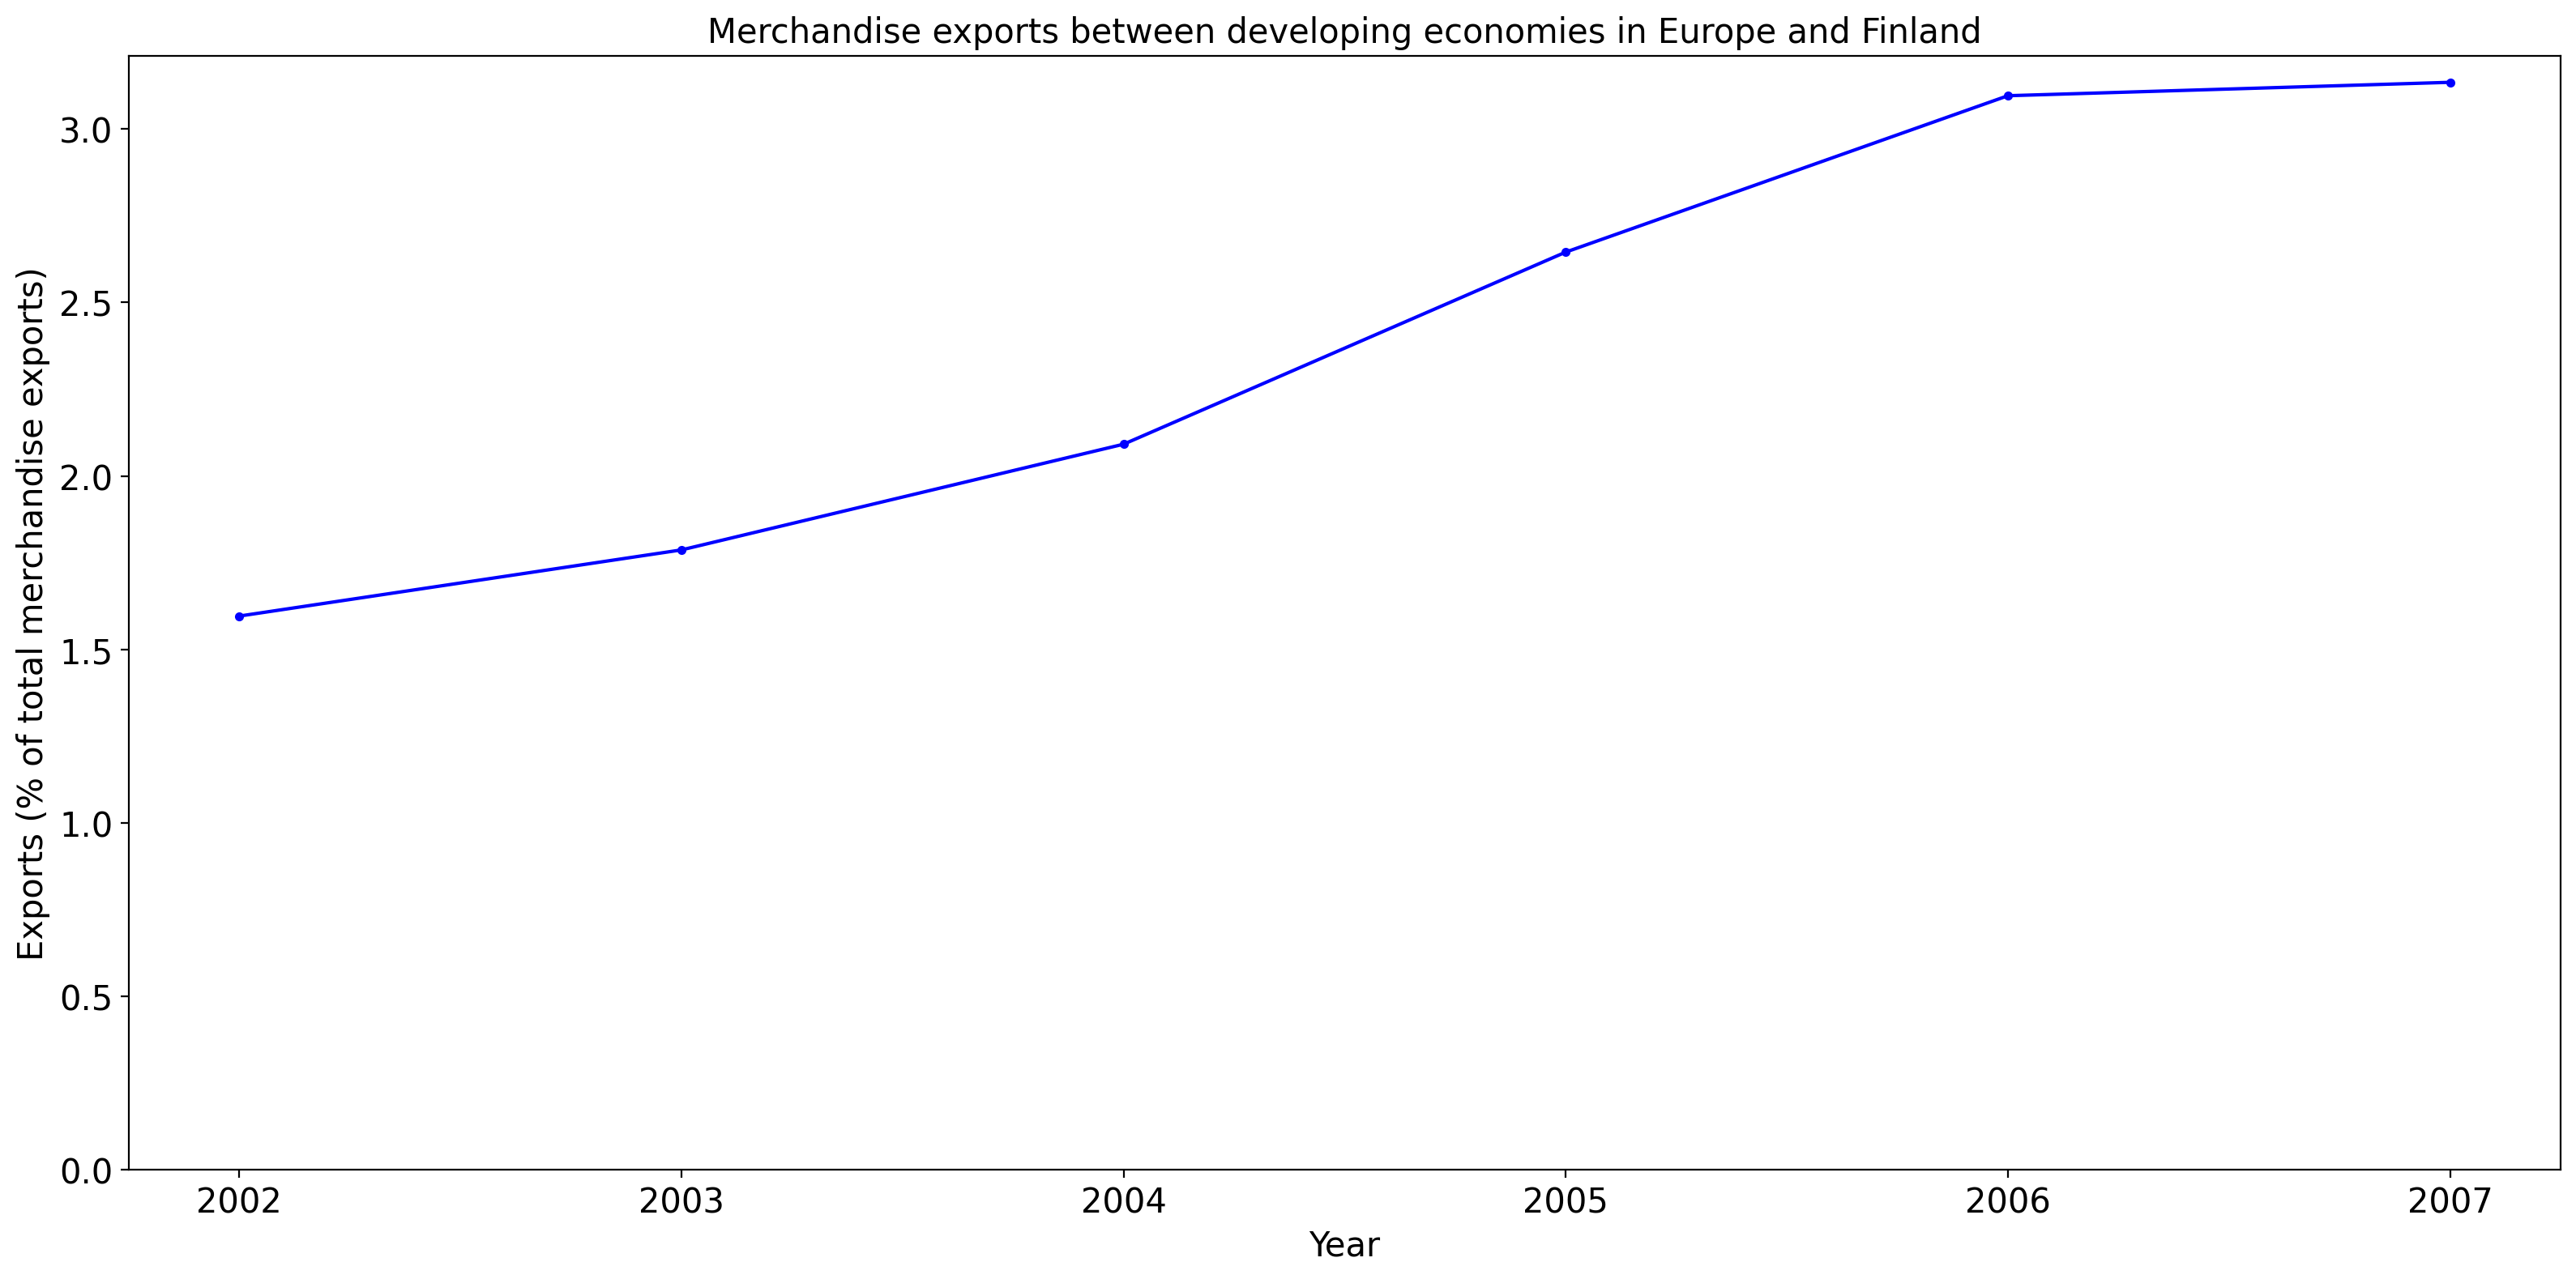 Merchandise exports between developing economies in Europe and Finland
Exports (% of total merchandise exports)
3.0
2.5
2.0
1.5
1.0
0.5
0.0
2002 2003 2004 2005 2006 2007
Year